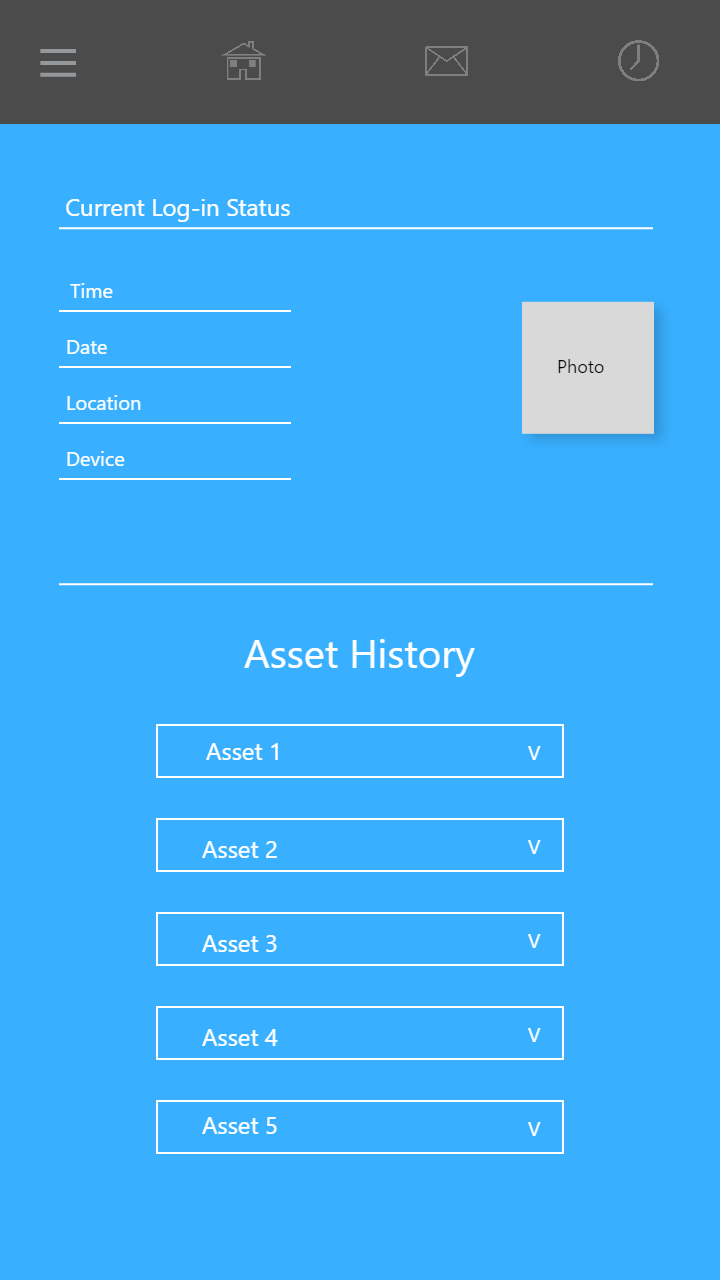 Current Log-in Status
Time
Date
Location
Device
Photo
Asset History
Asset 1 V
Asset 2 V
Asset 3 V
Asset 4 V
Asset 5 V